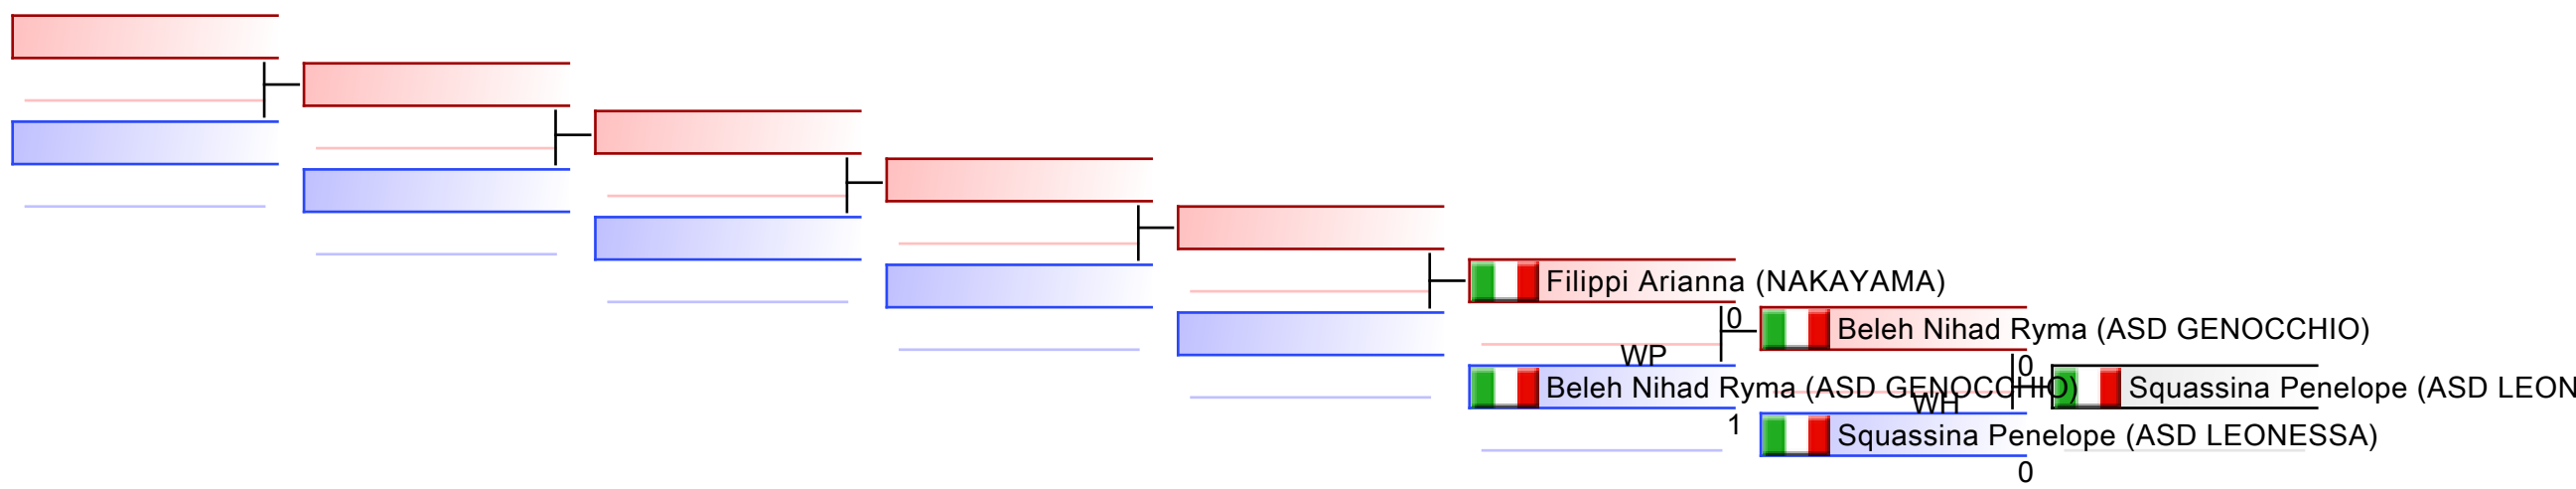 Filippi Arianna (NAKAYAMA)
0
Beleh Nihad Ryma (ASD GENOCCHIO)
WP
0
Beleh Nihad Ryma (ASD GENOCCHIO)
Squassina Penelope (ASD LEON
WH
1
Squassina Penelope (ASD LEONESSA)
0